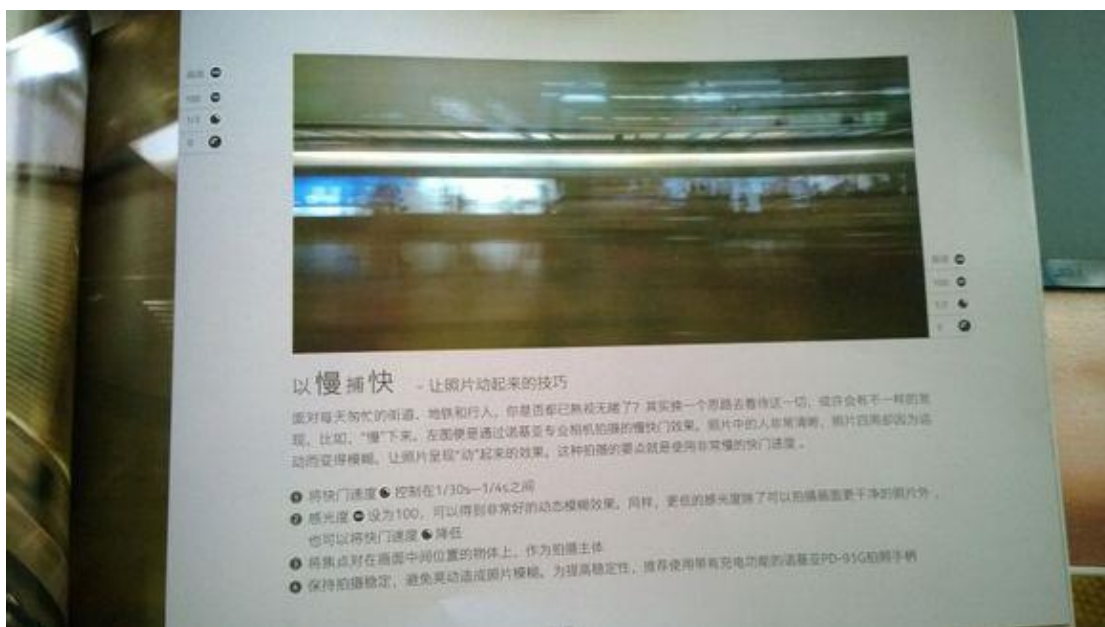 100
1/3
0
100
以慢捕快 - 让照片动起来的技巧
面对每天匆忙的街道、地铁和行人，你是否都已熟视无睹了？其实换一个思路去看待这一切，或许会有不一样的发
现，比如，“慢”下来。左图便是通过诺基亚专业相机拍摄的慢快门效果。照片中的人非常清晰，照片四周却因为运
动而变得模糊。让照片呈现“动”起来的效果。这种拍摄的要点就是使用非常慢的快门速度。
1 将快门速度控制在1/30s—1/4s之间
2 感光度设为100，可以得到非常好的动态模糊效果。同样，更低的感光度除了可以拍摄画面更干净的照片外，
也可以将快门速度降低
3 将焦点对在画面中间位置的物体上，作为拍摄主体
4 保持拍摄稳定，避免晃动造成照片模糊。为提高稳定性，推荐使用带有充电功能的诺基亚PD-95G拍照手柄